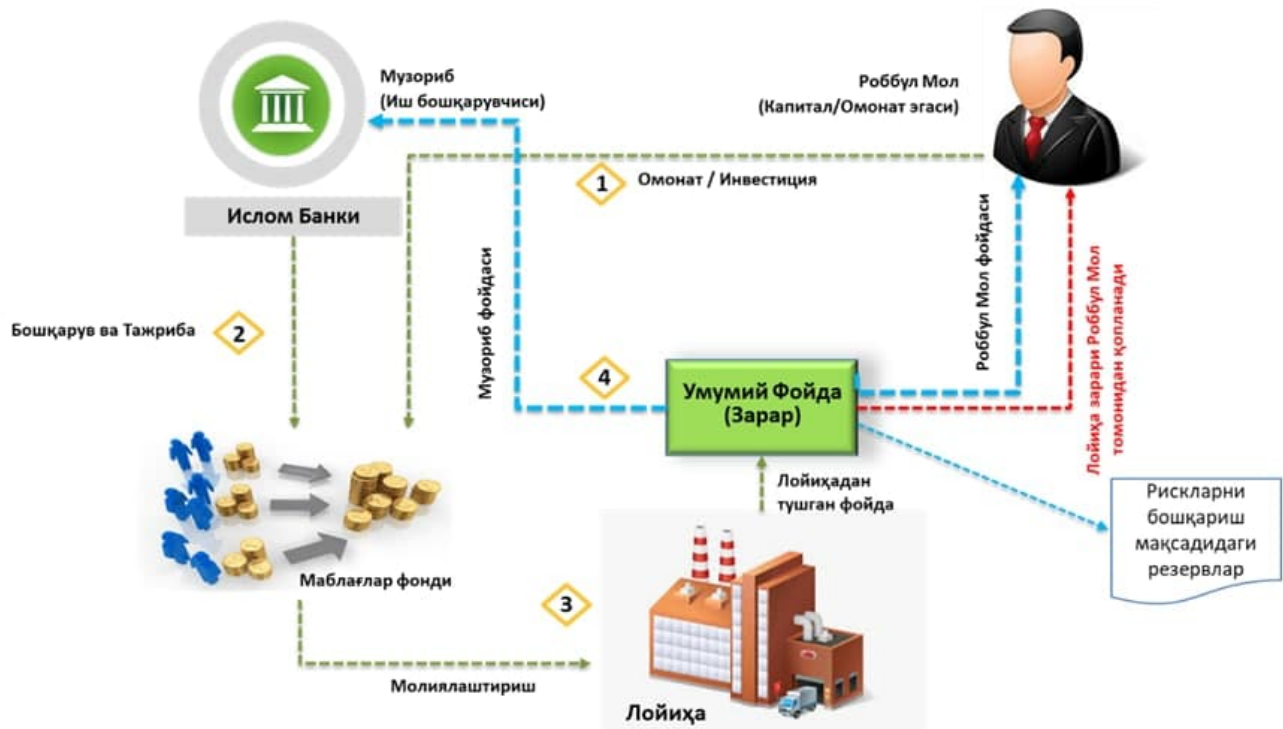 Музориб
(Иш бошқарувчиси)
Роббул Мол
(Капитал/Омонат эгаси)
1
Омонат / Инвестиция
Ислом Банки
Бошқарув ва Тажриба
2
Музориб фойдаси
Роббул Мол фойдаси
Лойиҳа зарари Роббул Мол
томонидан қопланади
4
Умумий Фойда
(Зарар)
Лойиҳадан
тушган фойда
Рискларни
бошқариш
мақсадидаги
резервлар
Маблағлар фонди
3
Молиялаштириш
Лойиҳа